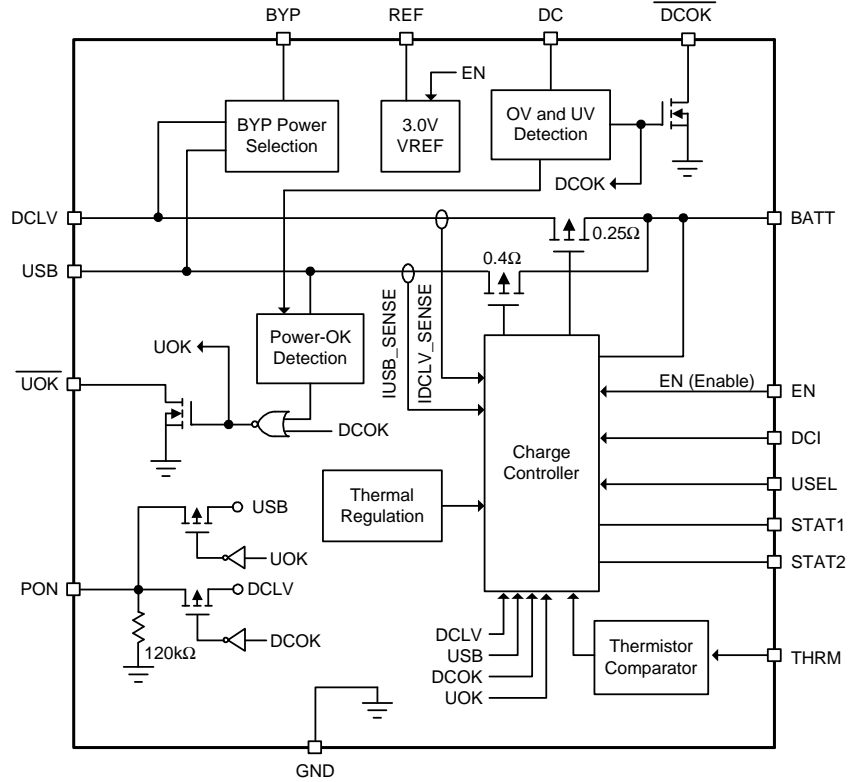 BYP
REF
DC
DCOK
EN
BYP Power
Selection
3.0V
VREF
OV and UV
Detection
DCOK
DCLV
BATT
0.25Ω
USB
0.4Ω
IUSB_SENSE
IDCLV_SENSE
UOK
Power-OK
Detection
UOK
EN (Enable)
EN
DCOK
DCI
Charge
Controller
USEL
Thermal
Regulation
USB
STAT1
UOK
STAT2
PON
DCLV
120kΩ
DCOK
DCLV
USB
DCOK
UOK
Thermistor
Comparator
THRM
GND